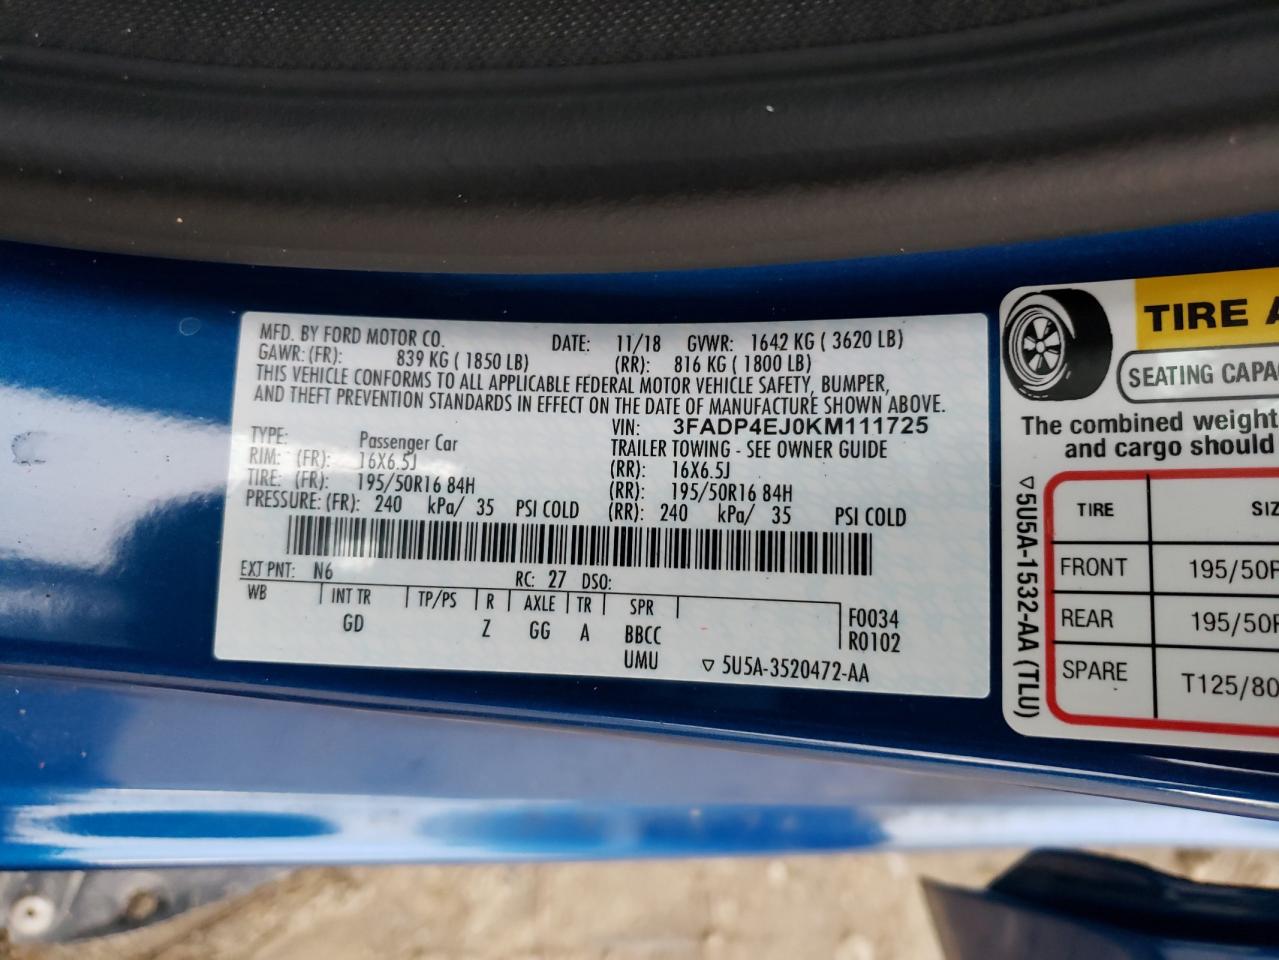 MFD. BY FORD MOTOR CO. DATE: 11/18 GVWR: 1642 KG ( 3620 LB)
GAWR: (FR): 839 KG ( 1850 LB) (RR): 816 KG ( 1800 LB)
THIS VEHICLE CONFORMS TO ALL APPLICABLE FEDERAL MOTOR VEHICLE SAFETY, BUMPER,
AND THEFT PREVENTION STANDARDS IN EFFECT ON THE DATE OF MANUFACTURE SHOWN ABOVE.
VIN: 3FADP4EJ0KM111725
TYPE: Passenger Car TRAILER TOWING - SEE OWNER GUIDE
RIM: (FR): 16X6.5J (RR): 16X6.5J
TIRE: (FR): 195/50R16 84H (RR): 195/50R16 84H
PRESSURE: (FR): 240 kPa/ 35 PSI COLD (RR): 240 kPa/ 35 PSI COLD
EXT PNT: N6 RC: 27 DSO:
WB INT TR TP/PS R AXLE TR SPR F0034
GD Z GG A BBCC R0102
UMU ▽ 5U5A-3520472-AA
TIRE A
SEATING CAPA
The combined weight
and cargo should
TIRE SIZ
FRONT 195/50R
REAR 195/50R
SPARE T125/80
▽5U5A-1532-AA (TLU)